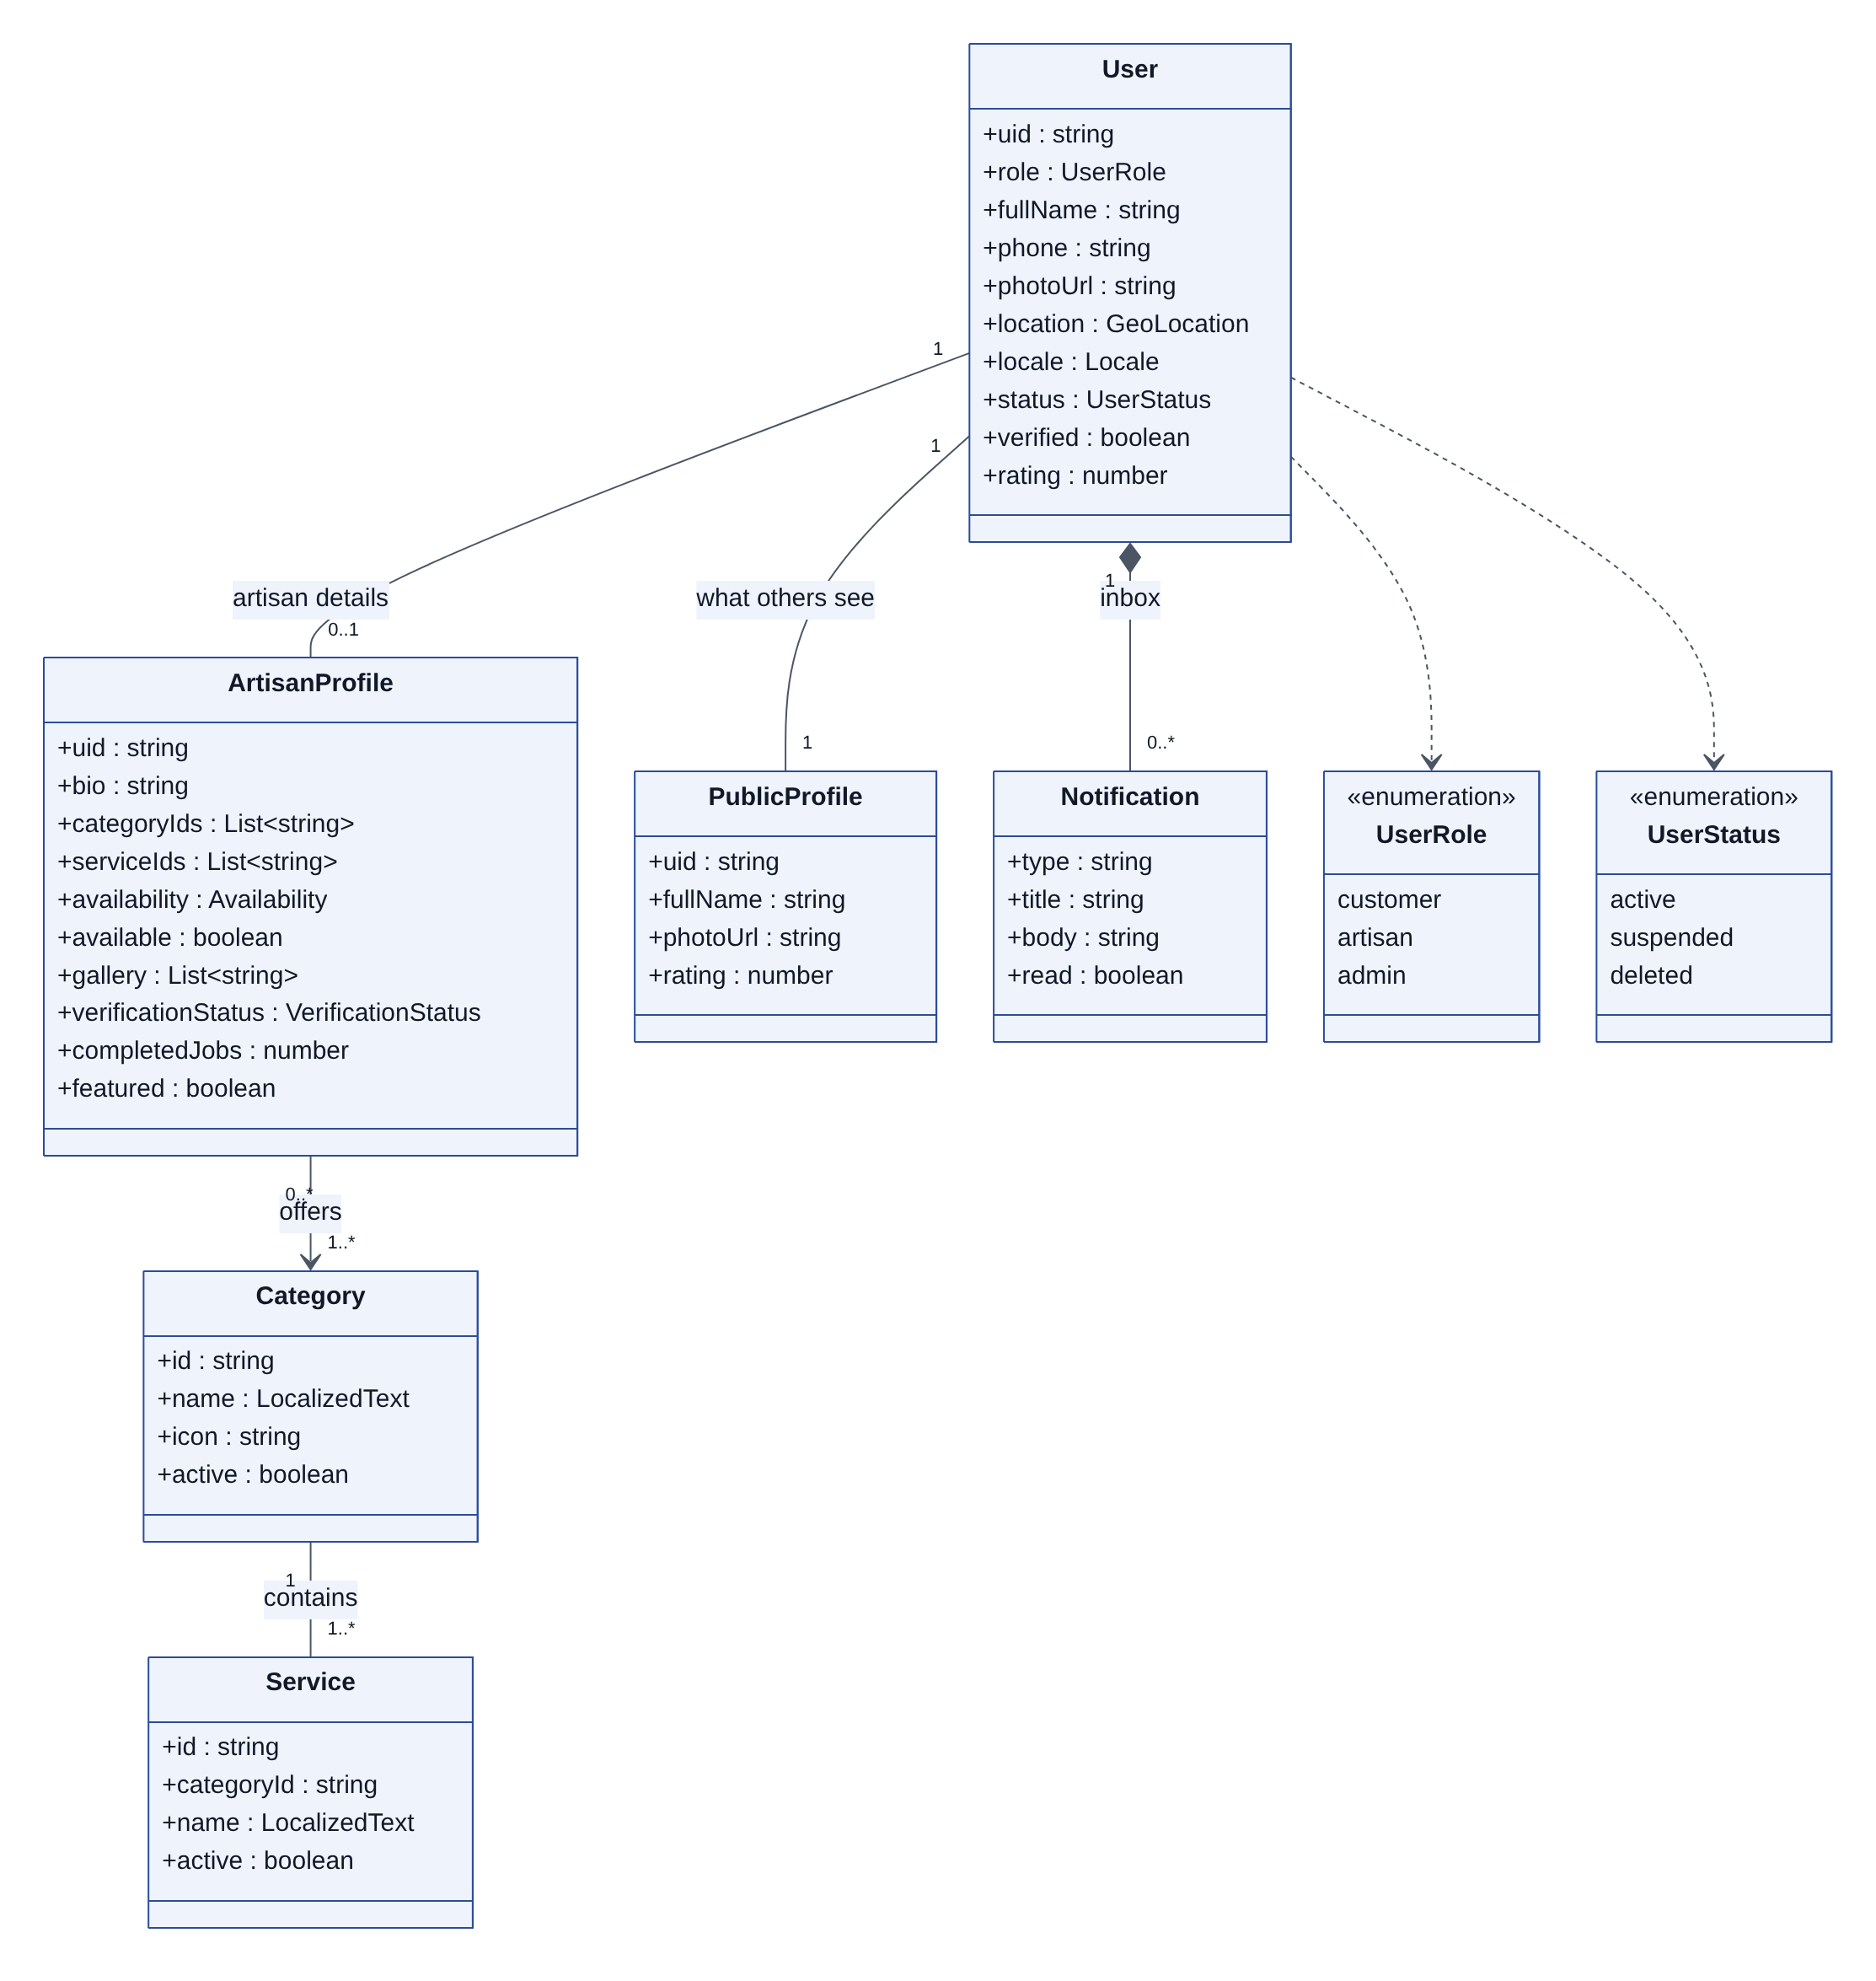 User
+uid : string
+role : UserRole
+fullName : string
+phone : string
+photoUrl : string
+location : GeoLocation
+locale : Locale
+status : UserStatus
+verified : boolean
+rating : number
1
1
1
artisan details
what others see
inbox
0..1
ArtisanProfile
+uid : string
+bio : string
+categoryIds : List<string>
+serviceIds : List<string>
+availability : Availability
+available : boolean
+gallery : List<string>
+verificationStatus : VerificationStatus
+completedJobs : number
+featured : boolean
1
PublicProfile
+uid : string
+fullName : string
+photoUrl : string
+rating : number
0..*
Notification
+type : string
+title : string
+body : string
+read : boolean
«enumeration»
UserRole
customer
artisan
admin
«enumeration»
UserStatus
active
suspended
deleted
0..*
offers
1..*
Category
+id : string
+name : LocalizedText
+icon : string
+active : boolean
1
contains
1..*
Service
+id : string
+categoryId : string
+name : LocalizedText
+active : boolean